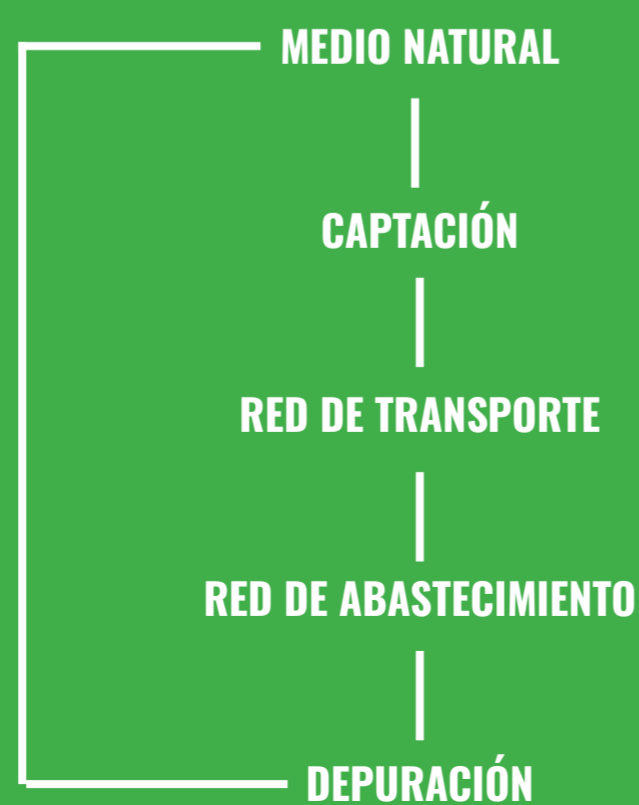 MEDIO NATURAL
CAPTACIÓN
RED DE TRANSPORTE
RED DE ABASTECIMIENTO
DEPURACIÓN